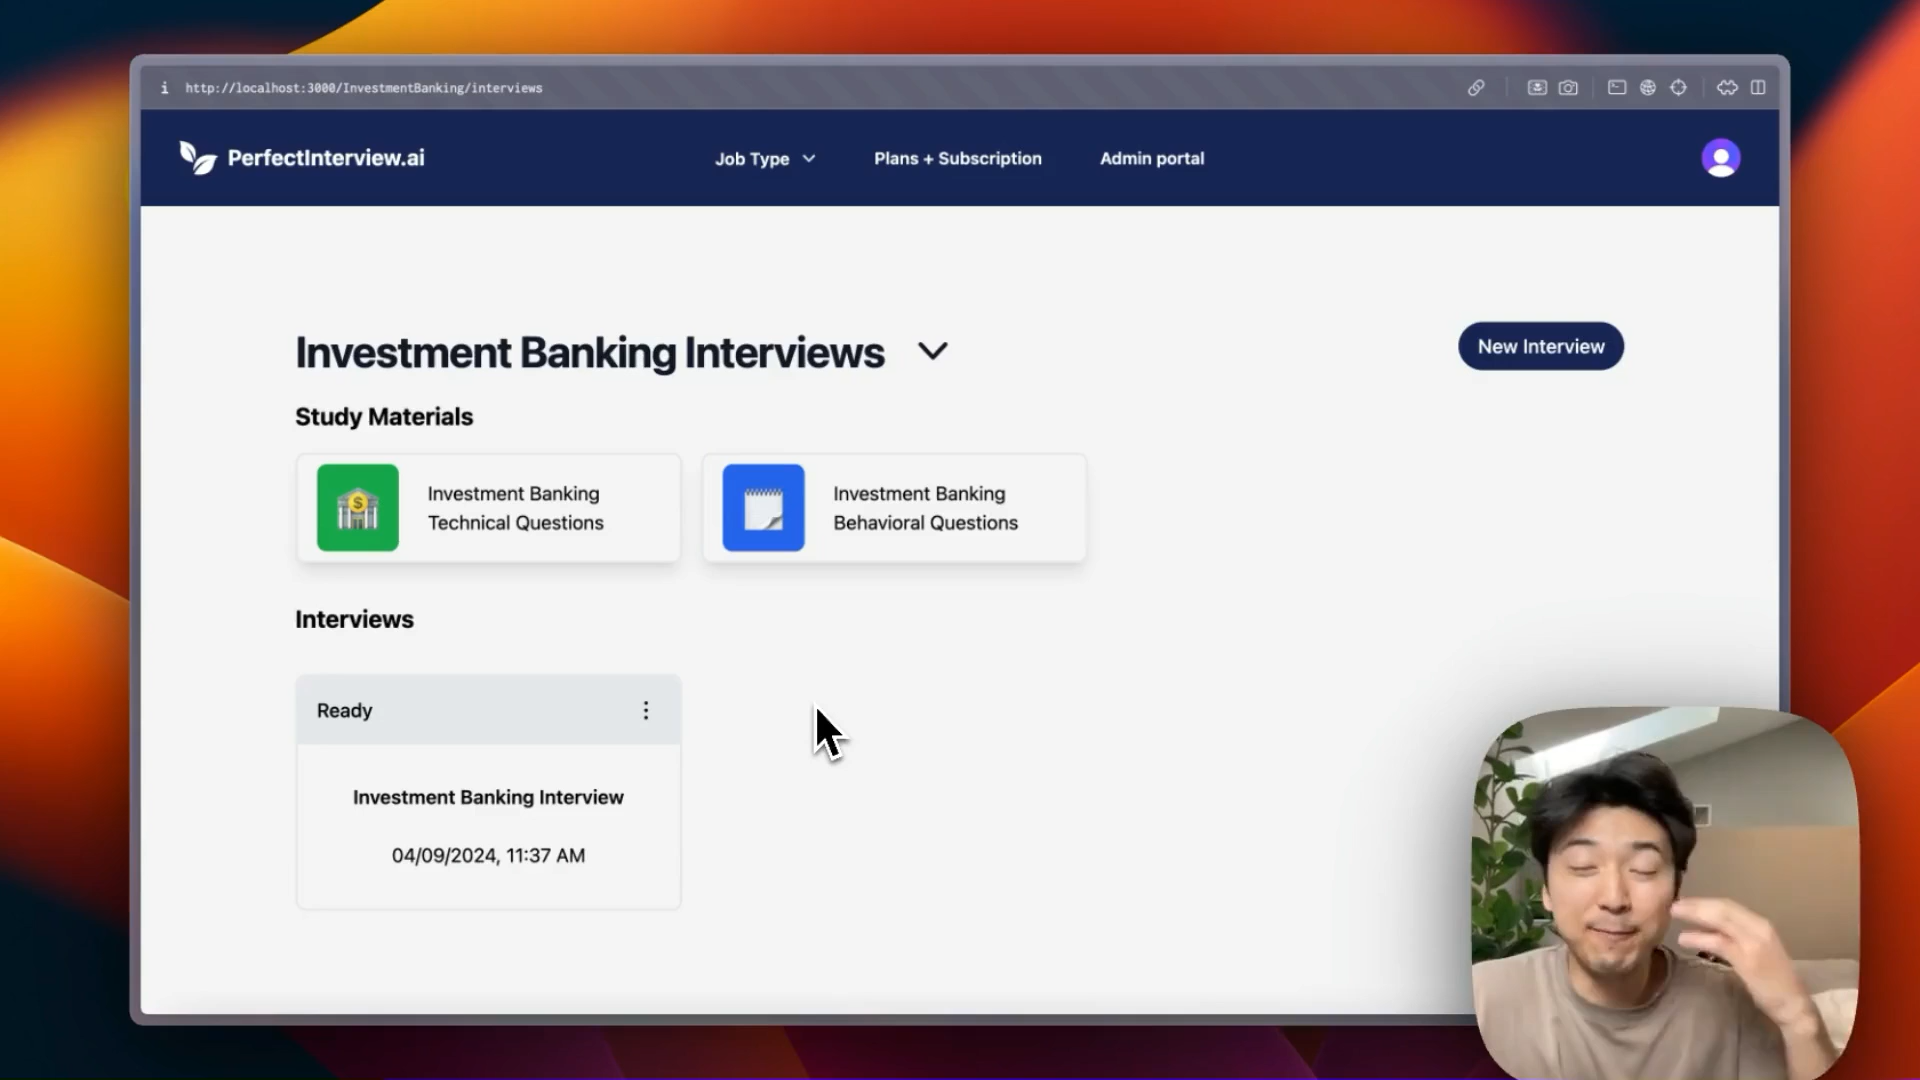 http://localhost:3000/InvestmentBanking/interviews
PerfectInterview.ai
Job Type
Plans + Subscription
Admin portal
Investment Banking Interviews
New Interview
Study Materials
Investment Banking
Technical Questions
Investment Banking
Behavioral Questions
Interviews
Ready
Investment Banking Interview
04/09/2024, 11:37 AM